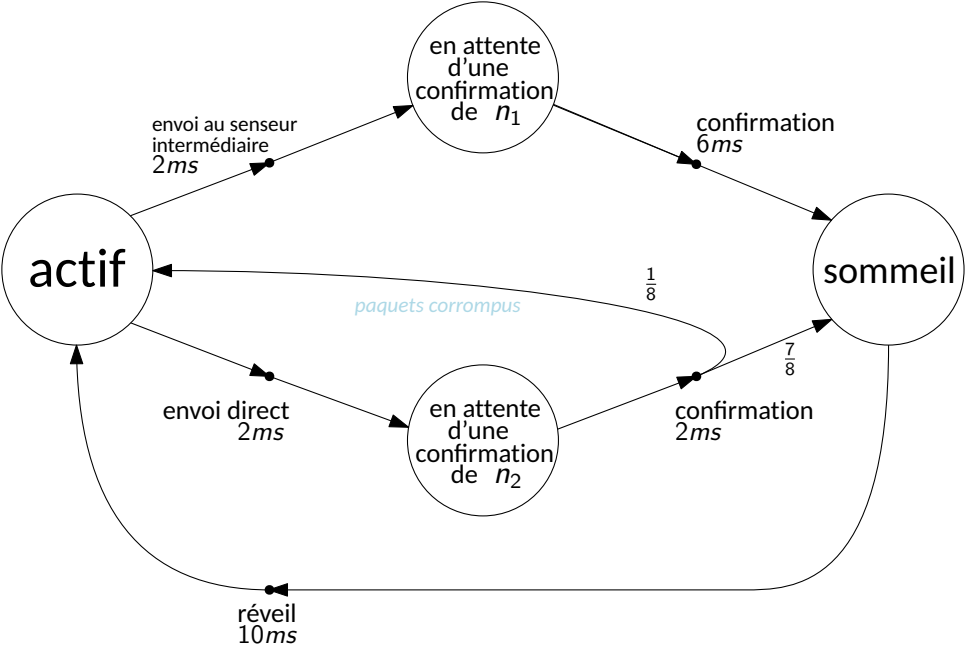 en attente
d’une
confirmation
de n₁
envoi au senseur
intermédiaire
2ms
confirmation
6ms
actif
sommeil
1/8
paquets corrompus
7/8
envoi direct
2ms
en attente
d’une
confirmation
de n₂
confirmation
2ms
réveil
10ms